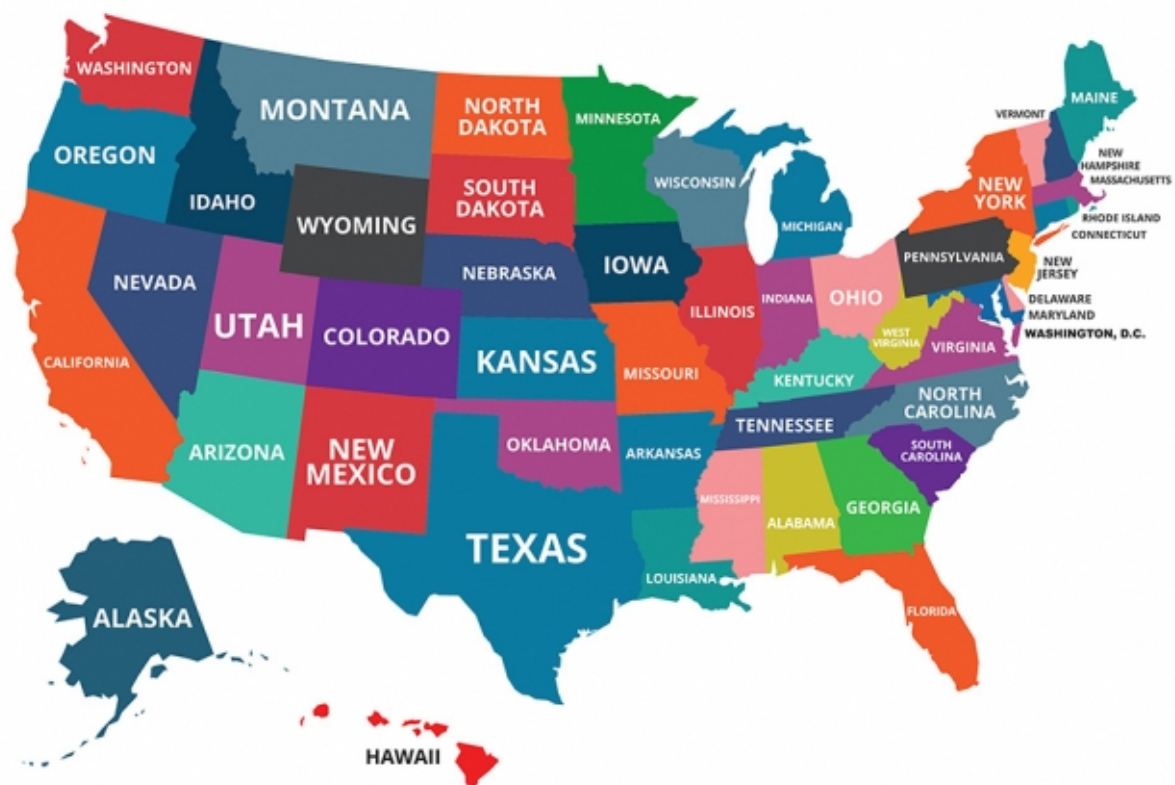 WASHINGTON
OREGON
IDAHO
MONTANA
NORTH
DAKOTA
MINNESOTA
SOUTH
DAKOTA
WYOMING
WISCONSIN
MICHIGAN
VERMONT
MAINE
NEW
HAMPSHIRE
MASSACHUSETTS
NEW
YORK
RHODE ISLAND
CONNECTICUT
PENNSYLVANIA
NEW
JERSEY
DELAWARE
MARYLAND
WASHINGTON, D.C.
NEVADA
UTAH
COLORADO
NEBRASKA
IOWA
ILLINOIS
INDIANA
OHIO
WEST
VIRGINIA
VIRGINIA
CALIFORNIA
KANSAS
MISSOURI
KENTUCKY
NORTH
CAROLINA
TENNESSEE
SOUTH
CAROLINA
ARIZONA
NEW
MEXICO
OKLAHOMA
ARKANSAS
MISSISSIPPI
ALABAMA
GEORGIA
TEXAS
LOUISIANA
FLORIDA
ALASKA
HAWAII